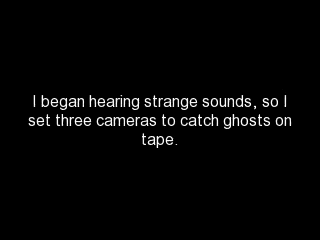 I began hearing strange sounds, so I
set three cameras to catch ghosts on
tape.